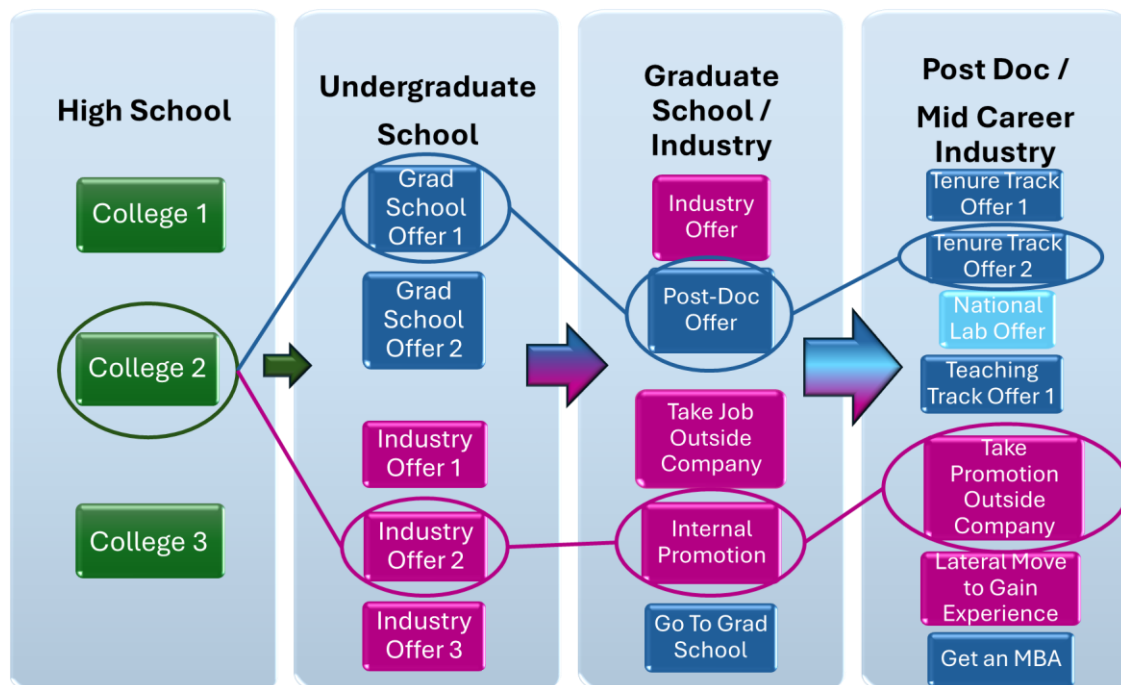 High School
College 1
College 2
College 3
Undergraduate
School
Grad
School
Offer 1
Grad
School
Offer 2
Industry
Offer 1
Industry
Offer 2
Industry
Offer 3
Graduate
School /
Industry
Industry
Offer
Post-Doc
Offer
Take Job
Outside
Company
Internal
Promotion
Go To Grad
School
Post Doc /
Mid Career
Industry
Tenure Track
Offer 1
Tenure Track
Offer 2
National
Lab Offer
Teaching
Track Offer 1
Take
Promotion
Outside
Company
Lateral Move
to Gain
Experience
Get an MBA